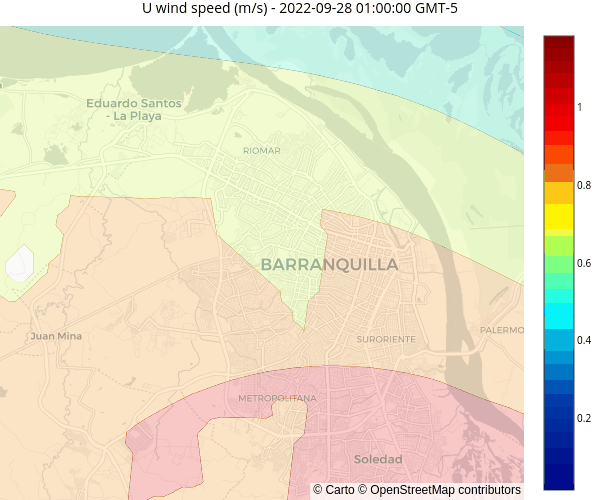 U wind speed (m/s) - 2022-09-28 01:00:00 GMT-5
Eduardo Santos
- La Playa
RIOMAR
BARRANQUILLA
Juan Mina
SURORIENTE
PALERMO
METROPOLITANA
Soledad
© Carto © OpenStreetMap contributors
1
0.8
0.6
0.4
0.2